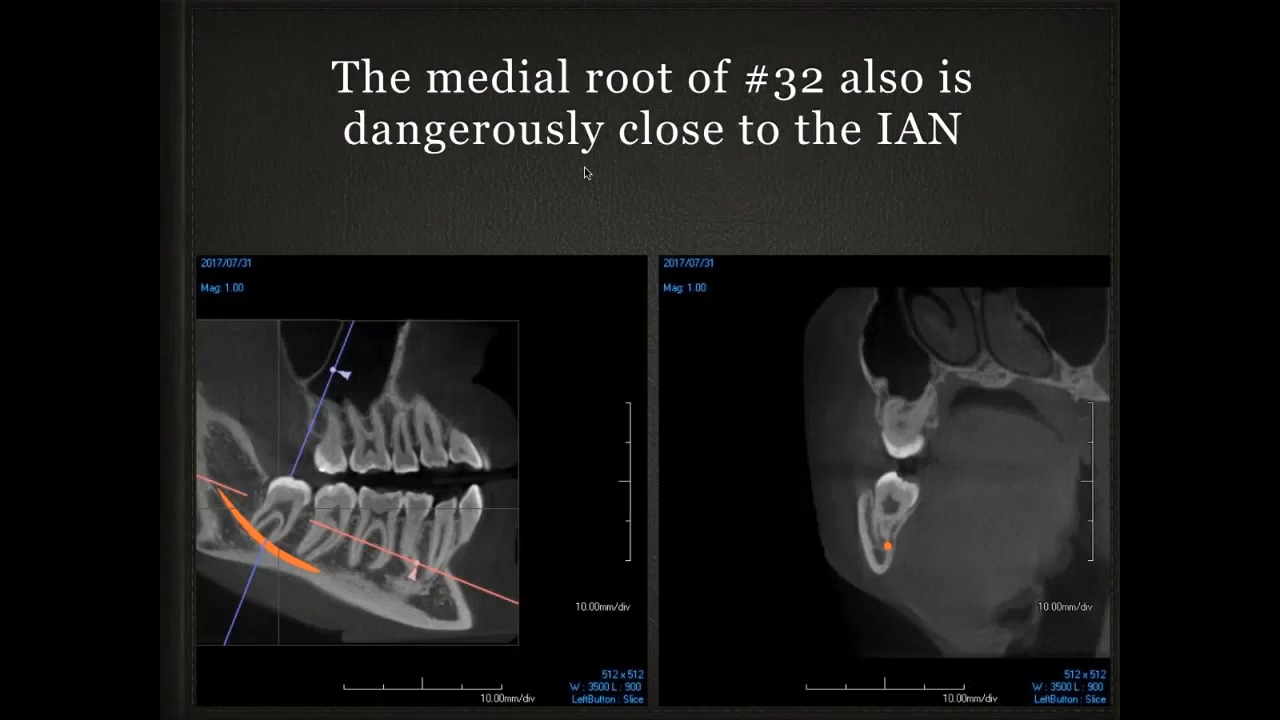 The medial root of #32 also is
dangerously close to the IAN
2017/07/31
Mag: 1.00
10.00mm/div
512 x 512
W : 3500 L : 900
10.00mm/div
LeftButton : Slice
2017/07/31
Mag: 1.00
10.00mm/div
512 x 512
W : 3500 L : 900
10.00mm/div
LeftButton : Slice